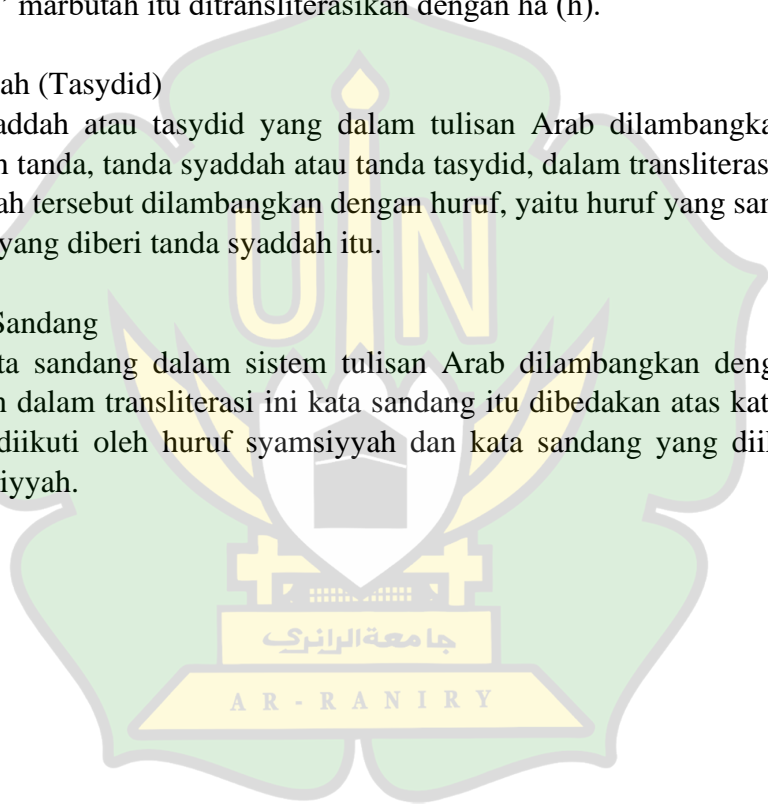 marbutah itu ditransliterasikan dengan ha (h).
ah (Tasydid)
addah atau tasydid yang dalam tulisan Arab dilambangka
n tanda, tanda syaddah atau tanda tasydid, dalam transliteras
ah tersebut dilambangkan dengan huruf, yaitu huruf yang sa
yang diberi tanda syaddah itu.
Sandang
ta sandang dalam sistem tulisan Arab dilambangkan deng
n dalam transliterasi ini kata sandang itu dibedakan atas kat
diikuti oleh huruf syamsiyyah dan kata sandang yang diil
iyyah.
UIN
جامعة الرانري
AR-RANIRY